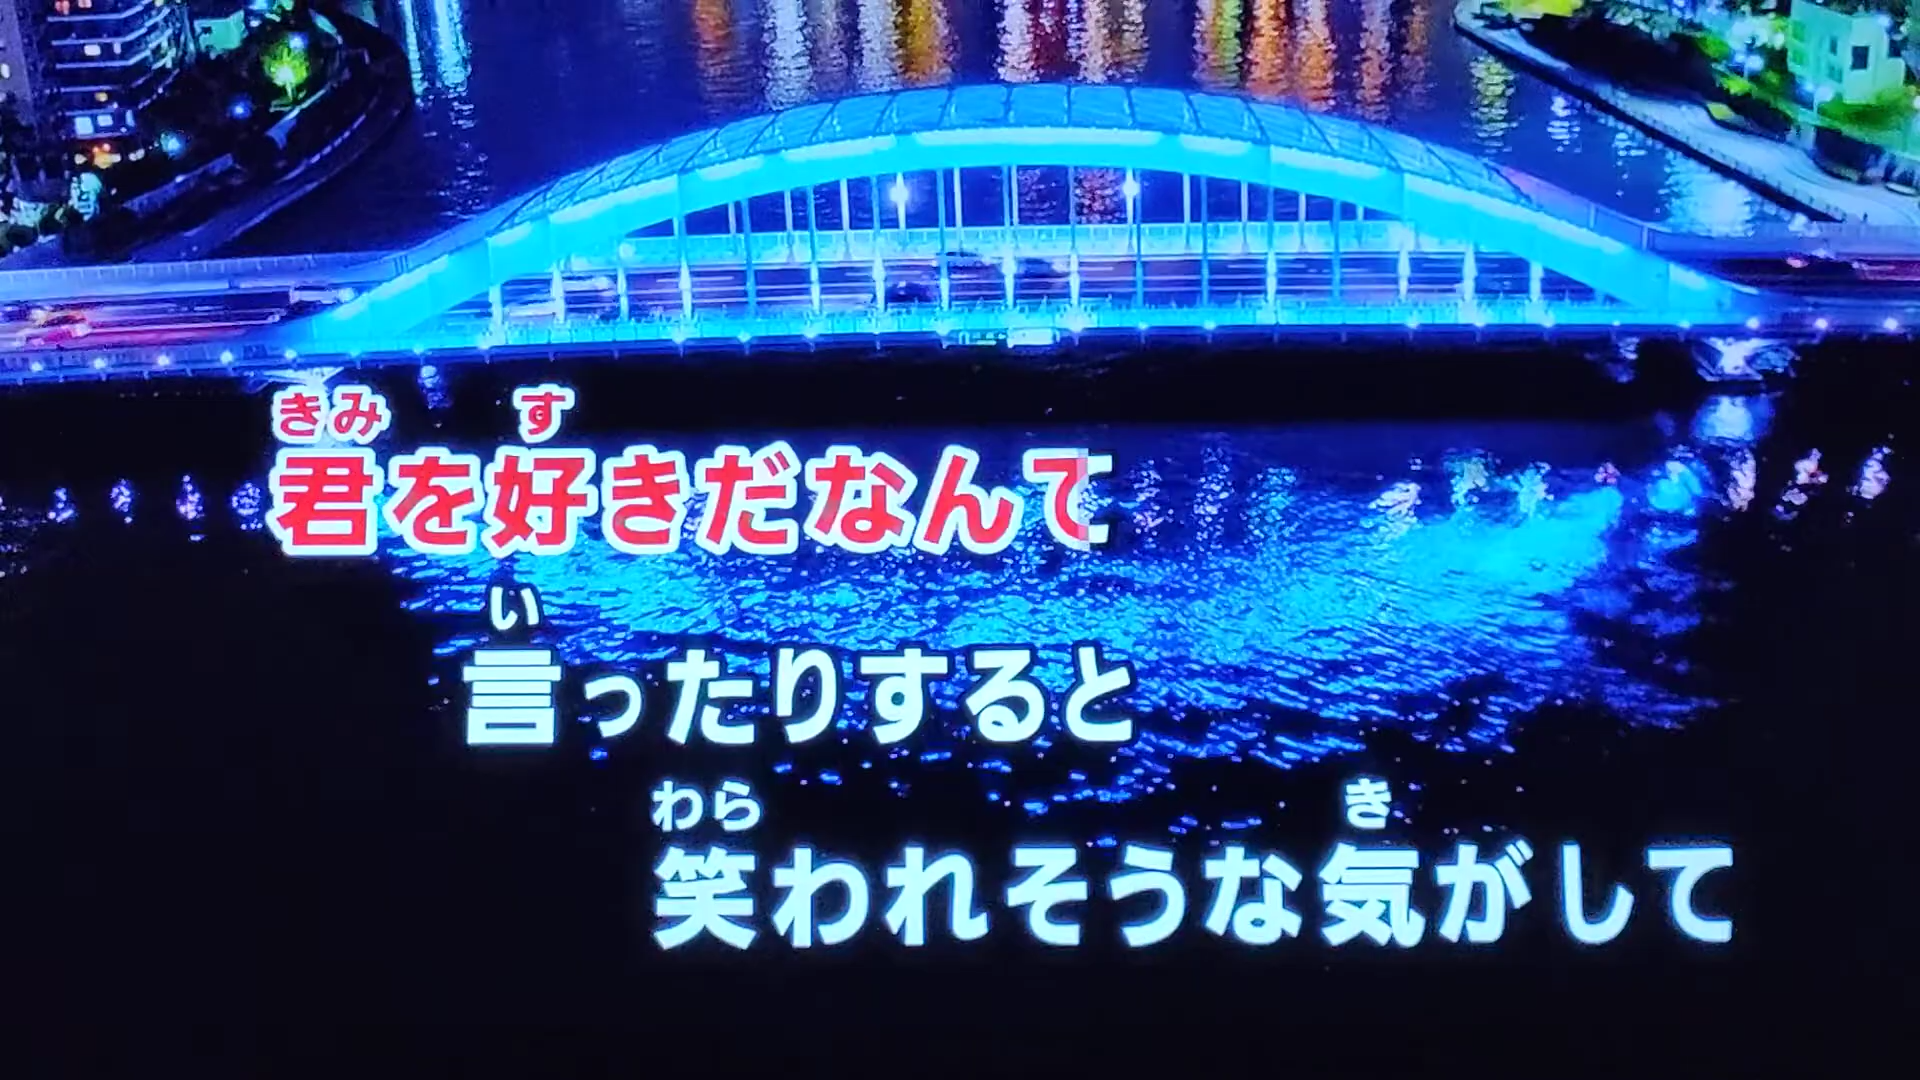 きみ す
君を好きだなんて
い
言ったりすると
わら き
笑われそうな気がして